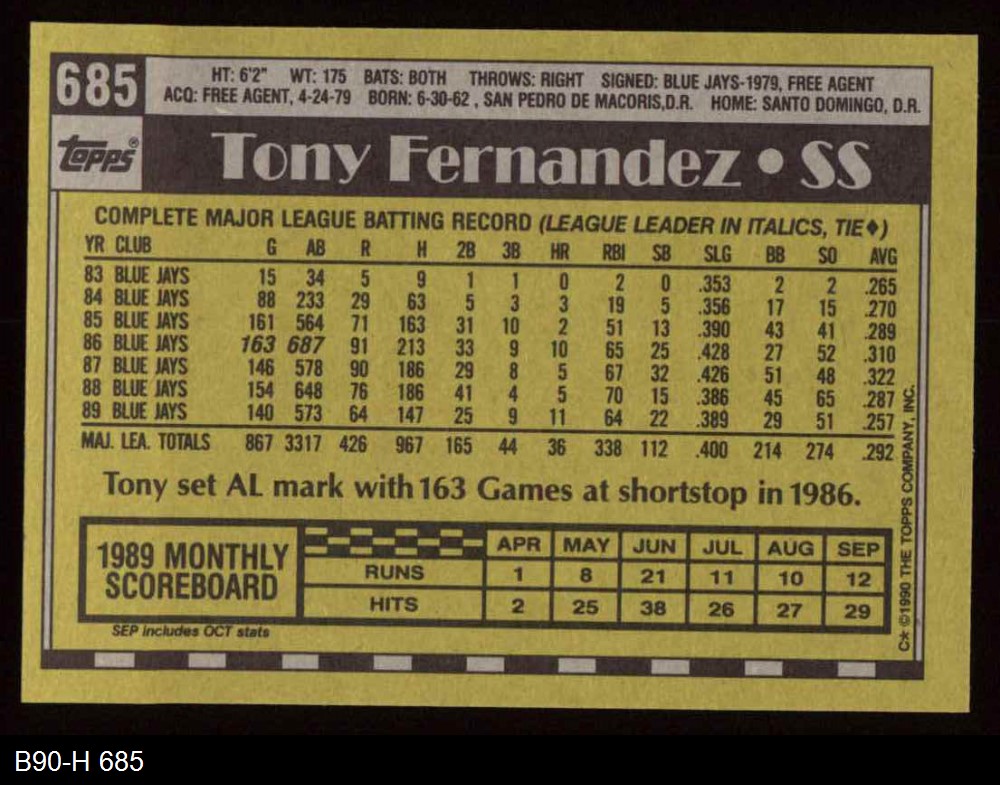 685
HT: 6'2" WT: 175 BATS: BOTH THROWS: RIGHT SIGNED: BLUE JAYS-1979, FREE AGENT
ACQ: FREE AGENT, 4-24-79 BORN: 6-30-62 , SAN PEDRO DE MACORIS,D.R. HOME: SANTO DOMINGO, D.R.
topps®
Tony Fernandez • SS
COMPLETE MAJOR LEAGUE BATTING RECORD (LEAGUE LEADER IN ITALICS, TIE♦)
YR CLUB G AB R H 2B 3B HR RBI SB SLG BB SO AVG
83 BLUE JAYS 15 34 5 9 1 1 0 2 0 .353 2 2 .265
84 BLUE JAYS 88 233 29 63 5 3 3 19 5 .356 17 15 .270
85 BLUE JAYS 161 564 71 163 31 10 2 51 13 .390 43 41 .289
86 BLUE JAYS 163 687 91 213 33 9 10 65 25 .428 27 52 .310
87 BLUE JAYS 146 578 90 186 29 8 5 67 32 .426 51 48 .322
88 BLUE JAYS 154 648 76 186 41 4 5 70 15 .386 45 65 .287
89 BLUE JAYS 140 573 64 147 25 9 11 64 22 .389 29 51 .257
MAJ. LEA. TOTALS 867 3317 426 967 165 44 36 338 112 .400 214 274 .292
Tony set AL mark with 163 Games at shortstop in 1986.
1989 MONTHLY
SCOREBOARD
APR MAY JUN JUL AUG SEP
RUNS 1 8 21 11 10 12
HITS 2 25 38 26 27 29
SEP includes OCT stats
C* ©1990 THE TOPPS COMPANY, INC.
B90-H 685